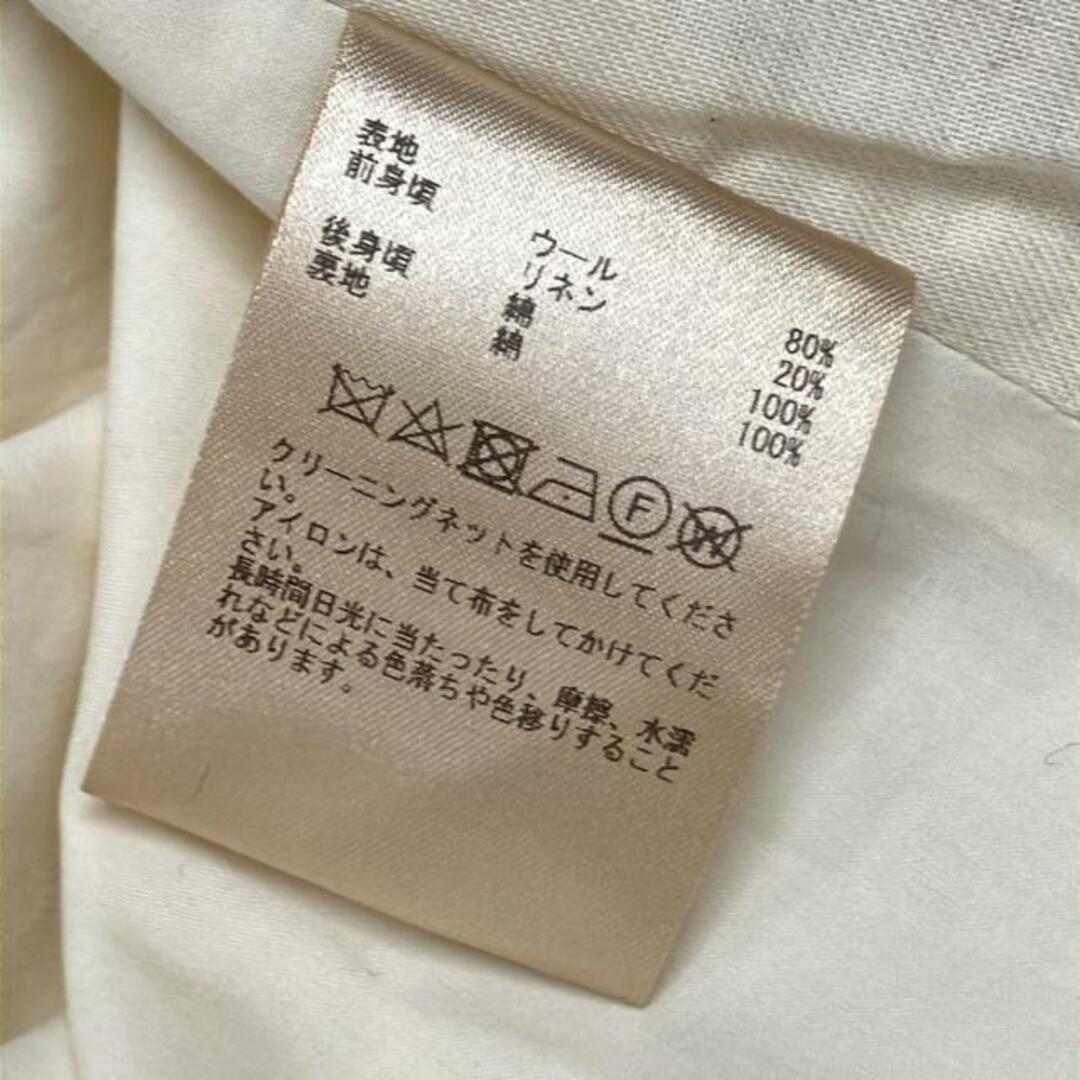 表地
前身頃 ウール 80%
リネン 20%
後身頃 綿 100%
裏地 綿 100%
F W
クリーニングネットを使用してくださ
い。
アイロンは、当て布をしてかけてくだ
さい。
長時間日光に当たったり、摩擦、水濡
れなどによる色落ちや色移りすること
があります。